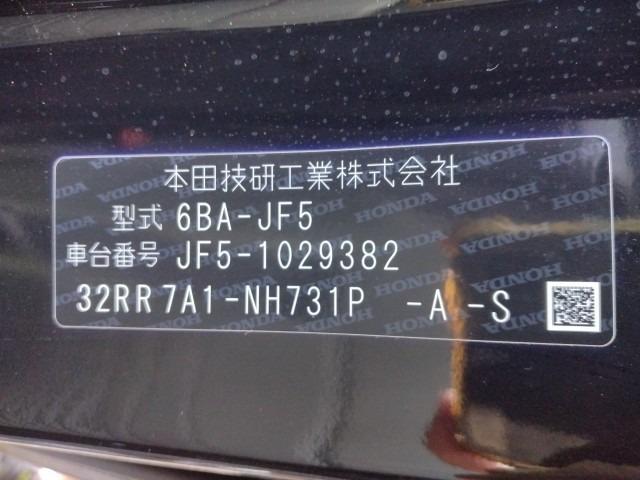 本田技研工業株式会社
型式 6BA-JF5
車台番号 JF5-1029382
32RR 7A1-NH731P -A -S